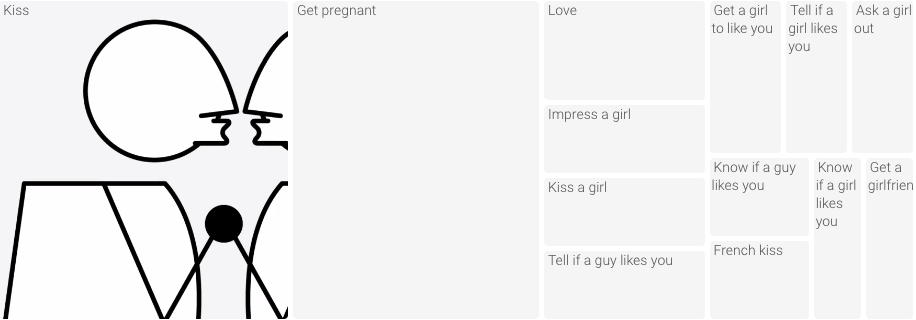 Kiss
Get pregnant
Love
Impress a girl
Kiss a girl
Tell if a guy likes you
Get a girl
to like you
Tell if a
girl likes
you
Ask a girl
out
Know if a guy
likes you
French kiss
Know
if a girl
likes
you
Get a
girlfrien